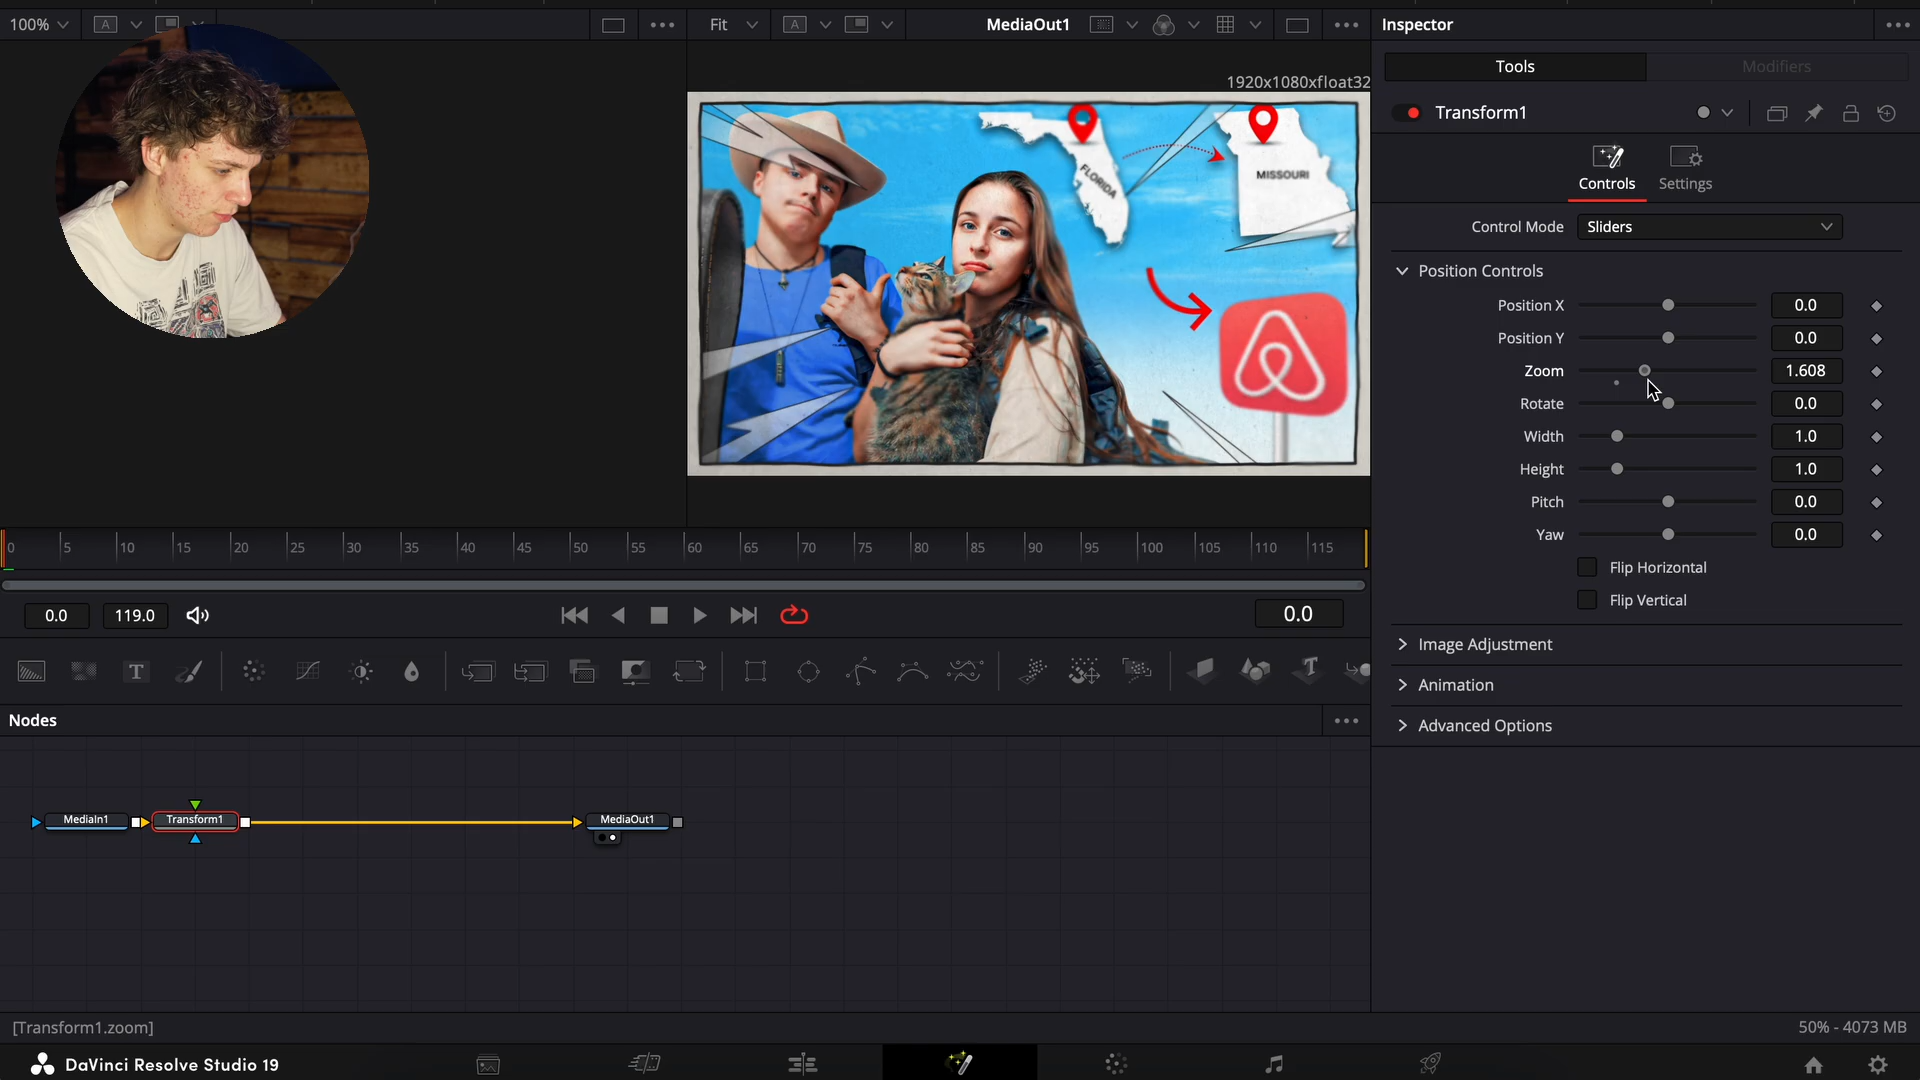 100%
A
Fit
A
MediaOut1
Inspector
Tools
Modifiers
1920x1080xfloat32
Transform1
Controls
Settings
Control Mode
Sliders
Position Controls
Position X
0.0
Position Y
0.0
Zoom
1.608
Rotate
0.0
Width
1.0
Height
1.0
Pitch
0.0
Yaw
0.0
Flip Horizontal
Flip Vertical
Image Adjustment
Animation
Advanced Options
FLORIDA
MISSOURI
0 5 10 15 20 25 30 35 40 45 50 55 60 65 70 75 80 85 90 95 100 105 110 115
0.0
119.0
0.0
T
T
Nodes
MediaIn1
Transform1
MediaOut1
[Transform1.zoom]
50% - 4073 MB
DaVinci Resolve Studio 19